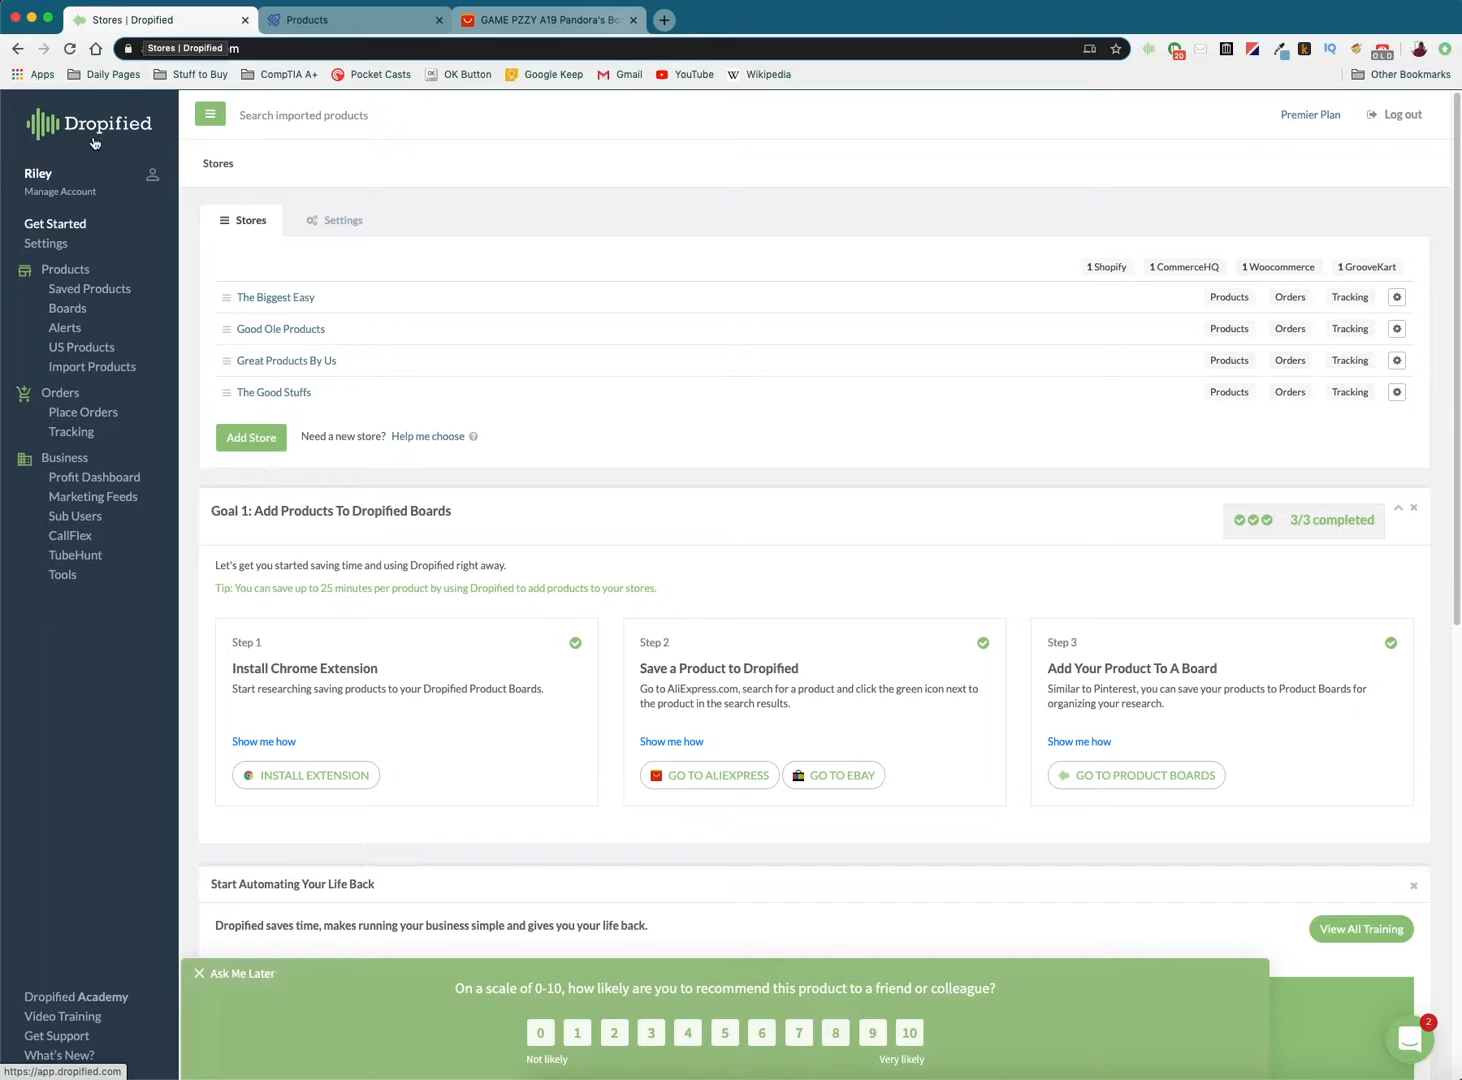 Stores | Dropified
Products
GAME PZZY A19 Pandora's Bo
Stores | Dropified
m
Apps
Daily Pages
Stuff to Buy
CompTIA A+
Pocket Casts
OK Button
Google Keep
Gmail
YouTube
Wikipedia
20
IQ
OLD
Other Bookmarks
Dropified
Search imported products
Premier Plan
Log out
Riley
Manage Account
Stores
Get Started
Settings
Products
Saved Products
Boards
Alerts
US Products
Import Products
Orders
Place Orders
Tracking
Business
Profit Dashboard
Marketing Feeds
Sub Users
CallFlex
TubeHunt
Tools
Dropified Academy
Video Training
Get Support
What's New?
https://app.dropified.com
Stores
Settings
1 Shopify
1 CommerceHQ
1 Woocommerce
1 GrooveKart
The Biggest Easy
Products
Orders
Tracking
Good Ole Products
Products
Orders
Tracking
Great Products By Us
Products
Orders
Tracking
The Good Stuffs
Products
Orders
Tracking
Add Store
Need a new store? Help me choose
Goal 1: Add Products To Dropified Boards
3/3 completed
Let's get you started saving time and using Dropified right away.
Tip: You can save up to 25 minutes per product by using Dropified to add products to your stores.
Step 1
Install Chrome Extension
Start researching saving products to your Dropified Product Boards.
Show me how
INSTALL EXTENSION
Step 2
Save a Product to Dropified
Go to AliExpress.com, search for a product and click the green icon next to
the product in the search results.
Show me how
GO TO ALIEXPRESS
GO TO EBAY
Step 3
Add Your Product To A Board
Similar to Pinterest, you can save your products to Product Boards for
organizing your research.
Show me how
GO TO PRODUCT BOARDS
Start Automating Your Life Back
Dropified saves time, makes running your business simple and gives you your life back.
View All Training
Ask Me Later
On a scale of 0-10, how likely are you to recommend this product to a friend or colleague?
0 1 2 3 4 5 6 7 8 9 10
Not likely
Very likely
2